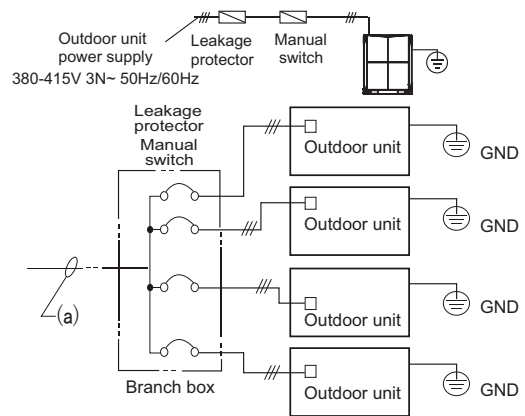 Outdoor unit
power supply
380-415V 3N~ 50Hz/60Hz
Leakage
protector
Manual
switch
Leakage
protector
Manual
switch
Outdoor unit
GND
Outdoor unit
GND
(a)
Outdoor unit
GND
Outdoor unit
GND
Branch box